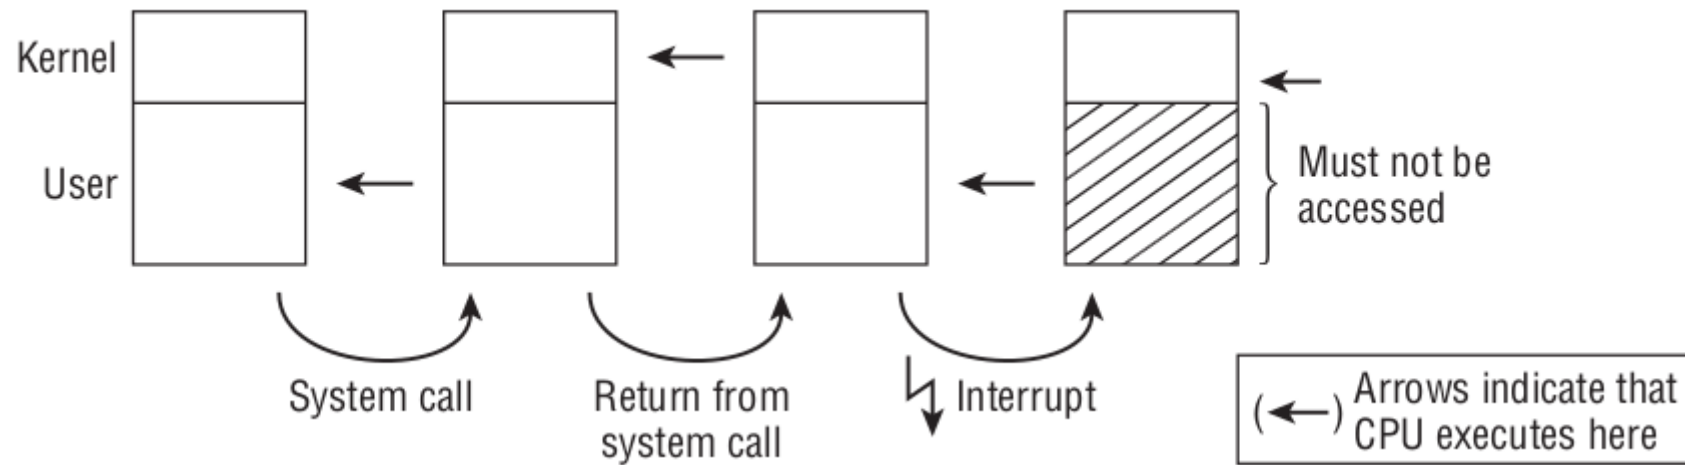 Kernel
User
Must not be
accessed
System call
Return from
system call
Interrupt
(←) Arrows indicate that
CPU executes here